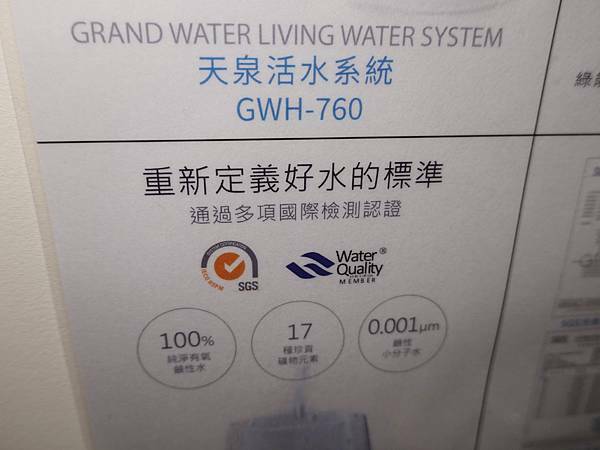 GRAND WATER LIVING WATER SYSTEM
天泉活水系統
GWH-760
重新定義好水的標準
通過多項國際檢測認證
SGS
Water
Quality
MEMBER
100%
純淨有氧
鹼性水
17
種珍貴
礦物元素
0.001μm
鹼性
小分子水